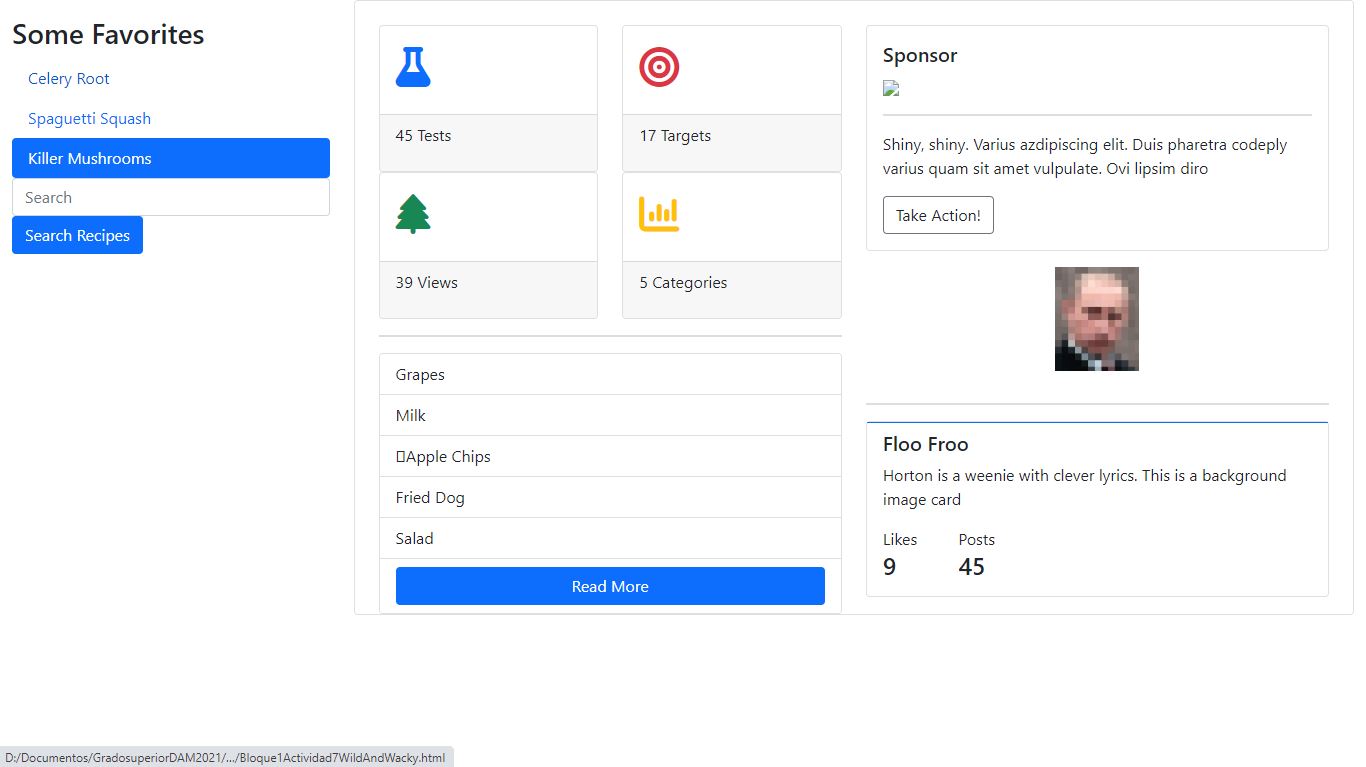 Some Favorites
Celery Root
Spaguetti Squash
Killer Mushrooms
Search
Search Recipes
45 Tests
17 Targets
39 Views
5 Categories
Grapes
Milk
Apple Chips
Fried Dog
Salad
Read More
Sponsor
Shiny, shiny. Varius azdipiscing elit. Duis pharetra codeply
varius quam sit amet vulpulate. Ovi lipsim diro
Take Action!
Floo Froo
Horton is a weenie with clever lyrics. This is a background
image card
Likes Posts
9 45
D:/Documentos/GradosuperiorDAM2021/.../Bloque1Actividad7WildAndWacky.html